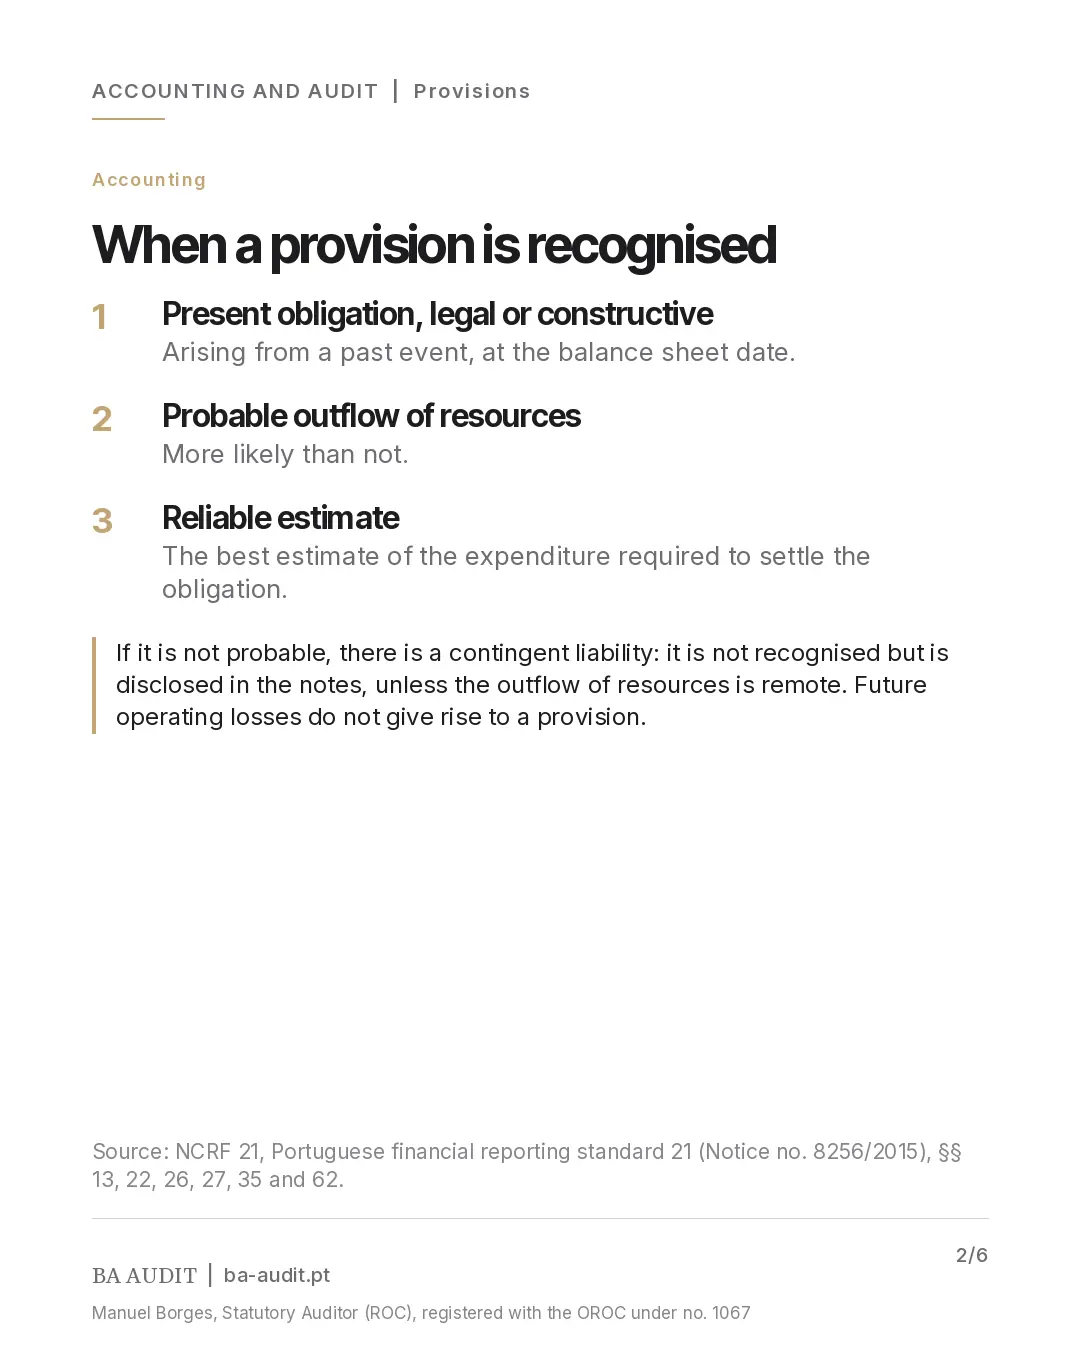 ACCOUNTING AND AUDIT | Provisions
Accounting
When a provision is recognised
1 Present obligation, legal or constructive
Arising from a past event, at the balance sheet date.
2 Probable outflow of resources
More likely than not.
3 Reliable estimate
The best estimate of the expenditure required to settle the
obligation.
If it is not probable, there is a contingent liability: it is not recognised but is
disclosed in the notes, unless the outflow of resources is remote. Future
operating losses do not give rise to a provision.
Source: NCRF 21, Portuguese financial reporting standard 21 (Notice no. 8256/2015), §§
13, 22, 26, 27, 35 and 62.
2/6
BA AUDIT | ba-audit.pt
Manuel Borges, Statutory Auditor (ROC), registered with the OROC under no. 1067